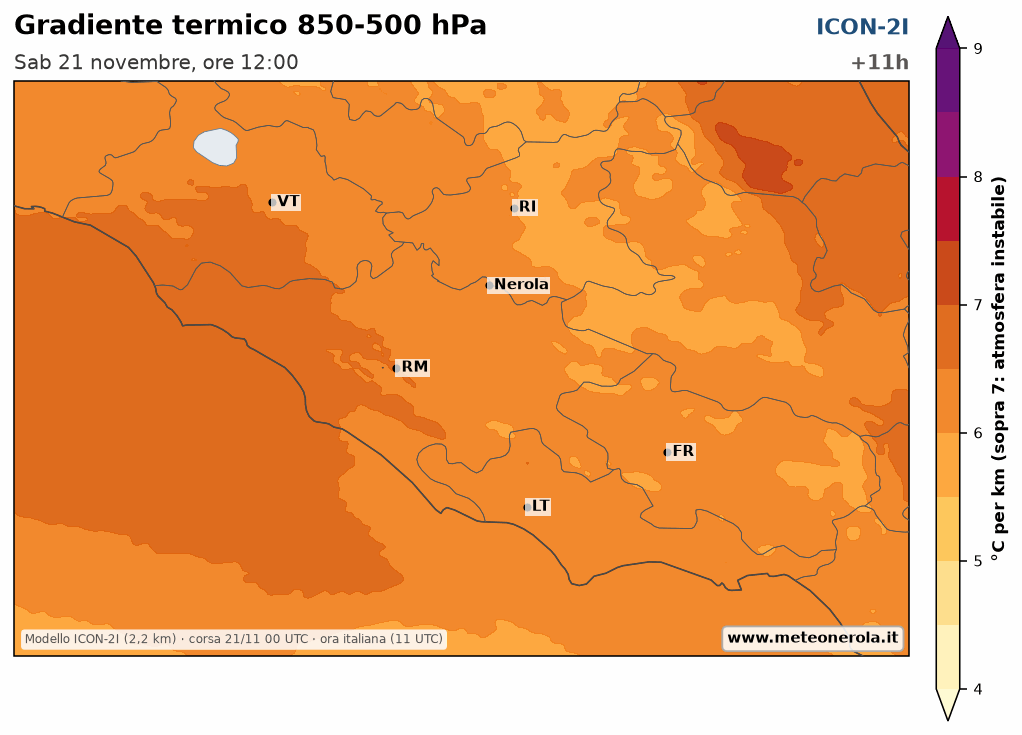 Gradiente termico 850-500 hPa
ICON-2I
Sab 21 novembre, ore 12:00
+11h
VT
RI
Nerola
RM
FR
LT
Modello ICON-2I (2,2 km) · corsa 21/11 00 UTC · ora italiana (11 UTC)
www.meteonerola.it
9
8
7
6
5
4
°C per km (sopra 7: atmosfera instabile)